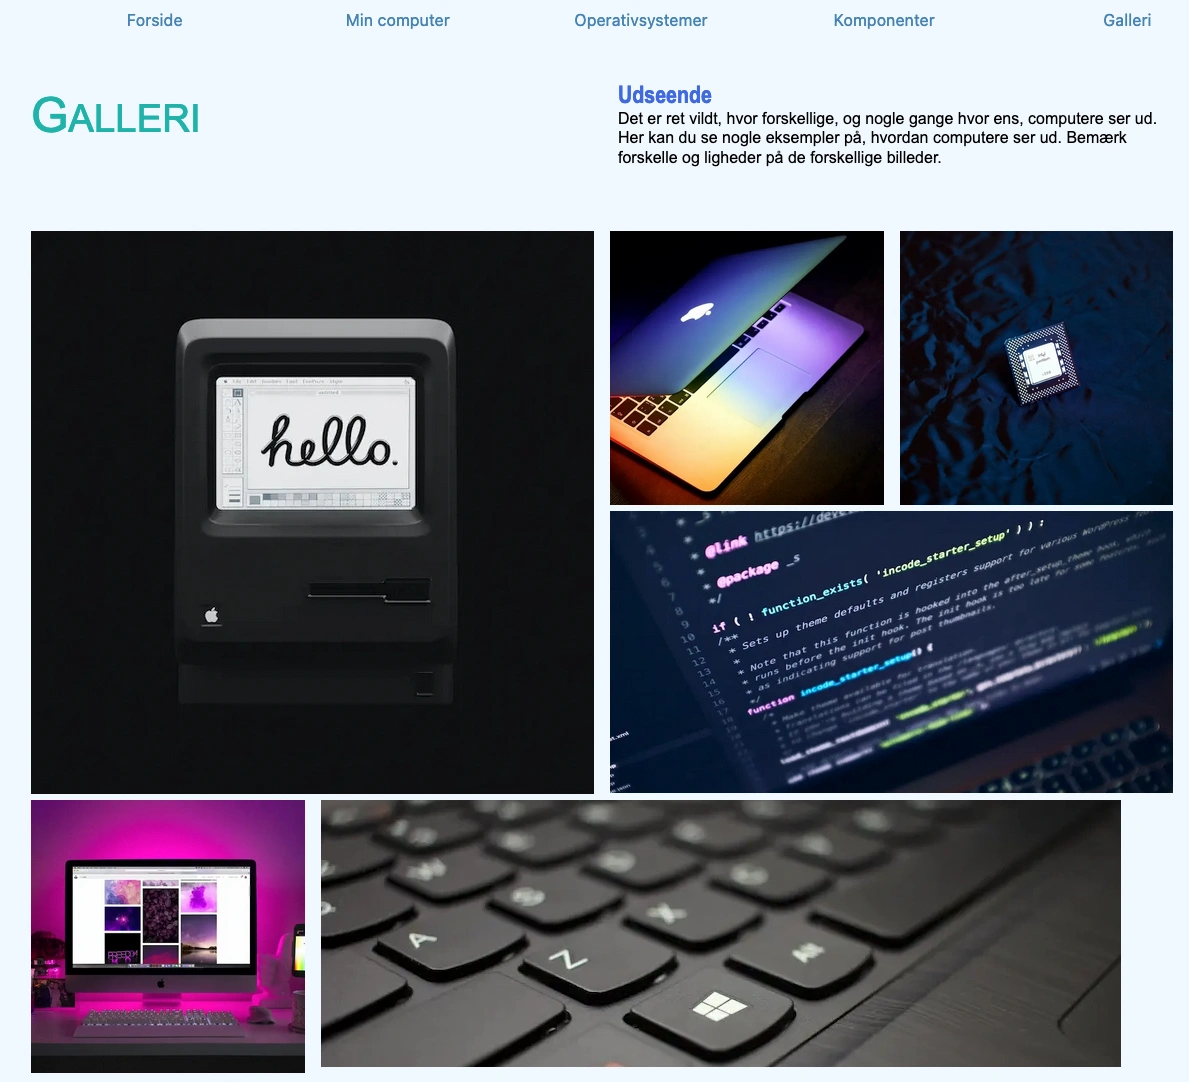 Forside
Min computer
Operativsystemer
Komponenter
Galleri
GALLERI
Udseende
Det er ret vildt, hvor forskellige, og nogle gange hvor ens, computere ser ud.
Her kan du se nogle eksempler på, hvordan computere ser ud. Bemærk
forskelle og ligheder på de forskellige billeder.
hello.
* @link https://deve
* @package _s
*/
if ( ! function_exists( 'incode_starter_setup' ) ) :
/**
* Sets up theme defaults and registers support for various WordPress
*
* Note that this function is hooked into the after_setup_theme hook, which
* runs before the init hook. The init hook is too late for some features, such
* as indicating support for post thumbnails.
*/
function incode_starter_setup() {
A
Z
X